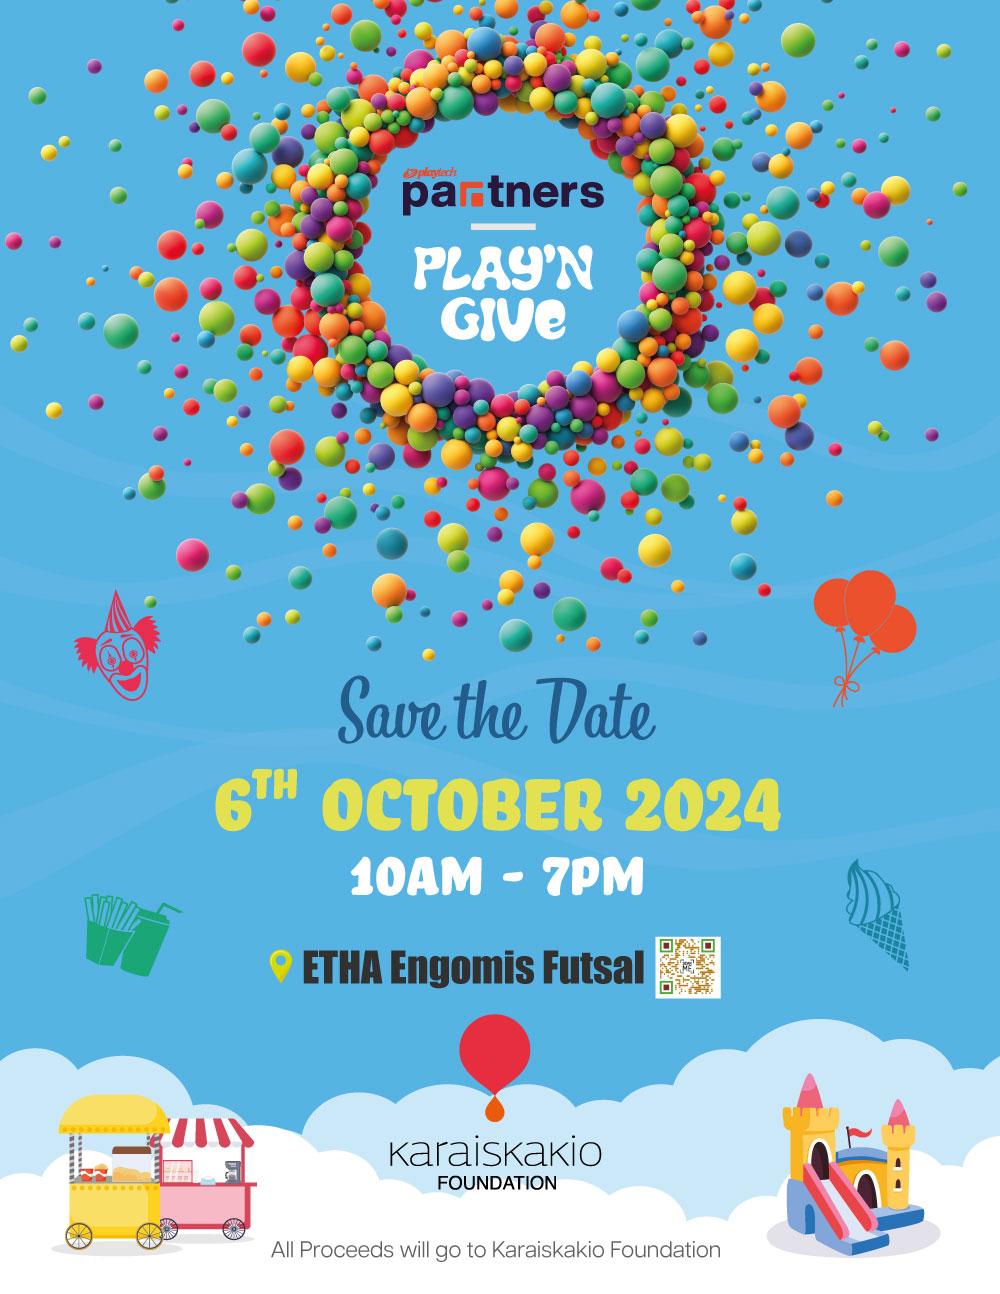 playtech
partners
PLAY'N
GIVE
Save the Date
6TH OCTOBER 2024
10AM - 7PM
ETHA Engomis Futsal
karaiskakio
FOUNDATION
All Proceeds will go to Karaiskakio Foundation